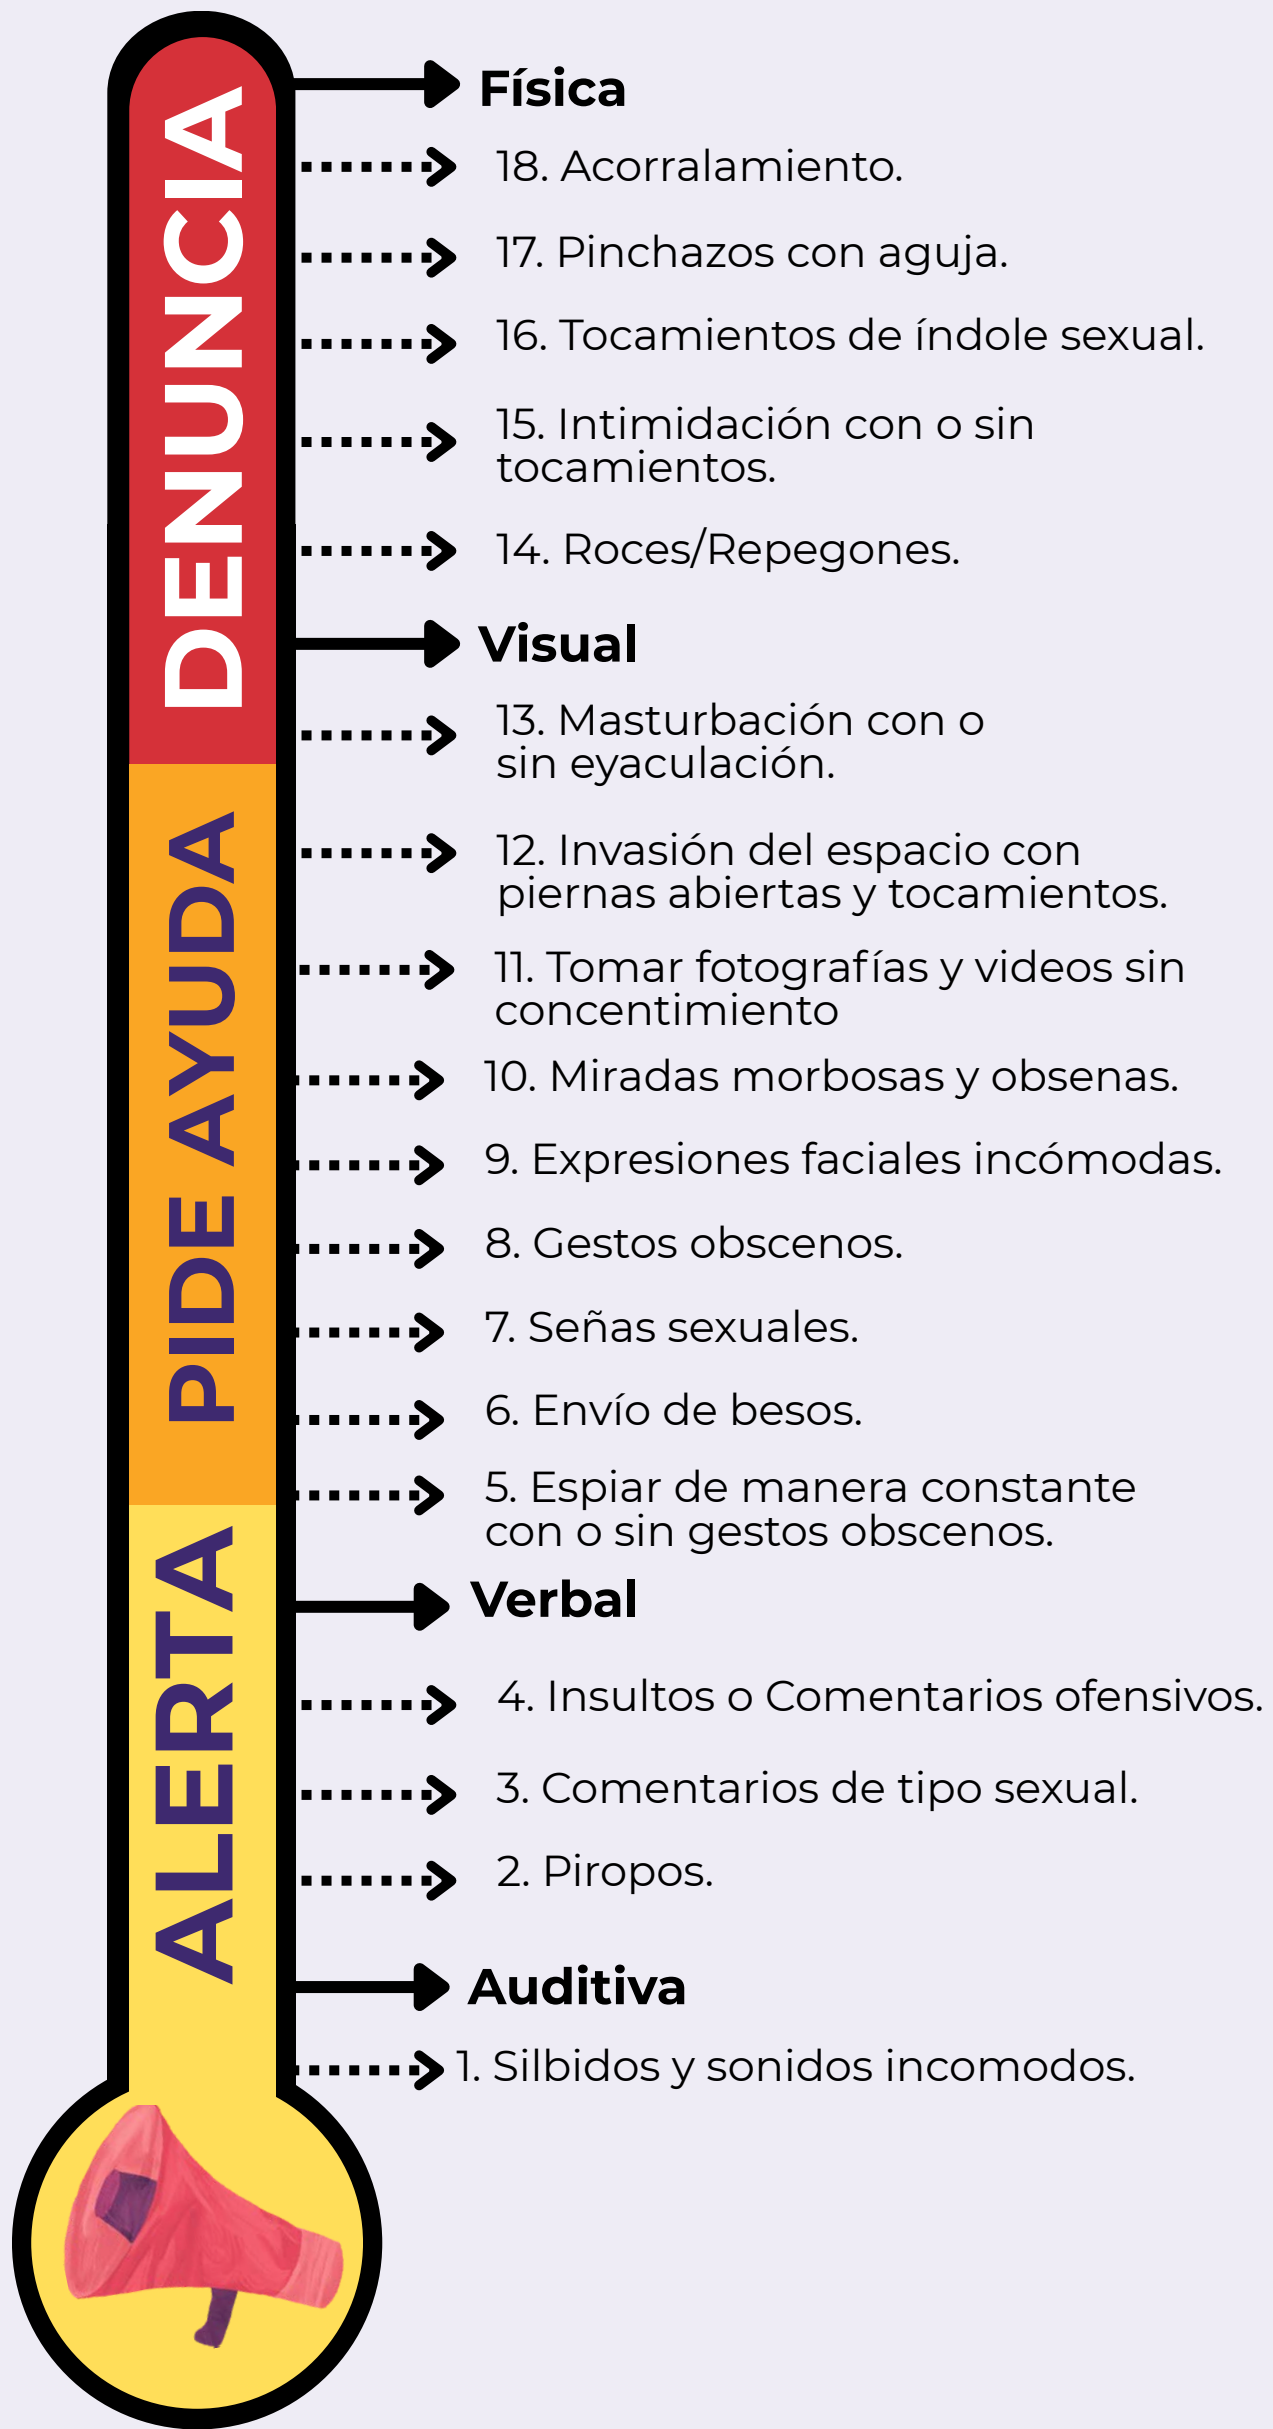 DENUNCIA
PIDE AYUDA
ALERTA
Física
18. Acorralamiento.
17. Pinchazos con aguja.
16. Tocamientos de índole sexual.
15. Intimidación con o sin
tocamientos.
14. Roces/Repegones.
Visual
13. Masturbación con o
sin eyaculación.
12. Invasión del espacio con
piernas abiertas y tocamientos.
11. Tomar fotografías y videos sin
concentimiento
10. Miradas morbosas y obsenas.
9. Expresiones faciales incómodas.
8. Gestos obscenos.
7. Señas sexuales.
6. Envío de besos.
5. Espiar de manera constante
con o sin gestos obscenos.
Verbal
4. Insultos o Comentarios ofensivos.
3. Comentarios de tipo sexual.
2. Piropos.
Auditiva
1. Silbidos y sonidos incomodos.